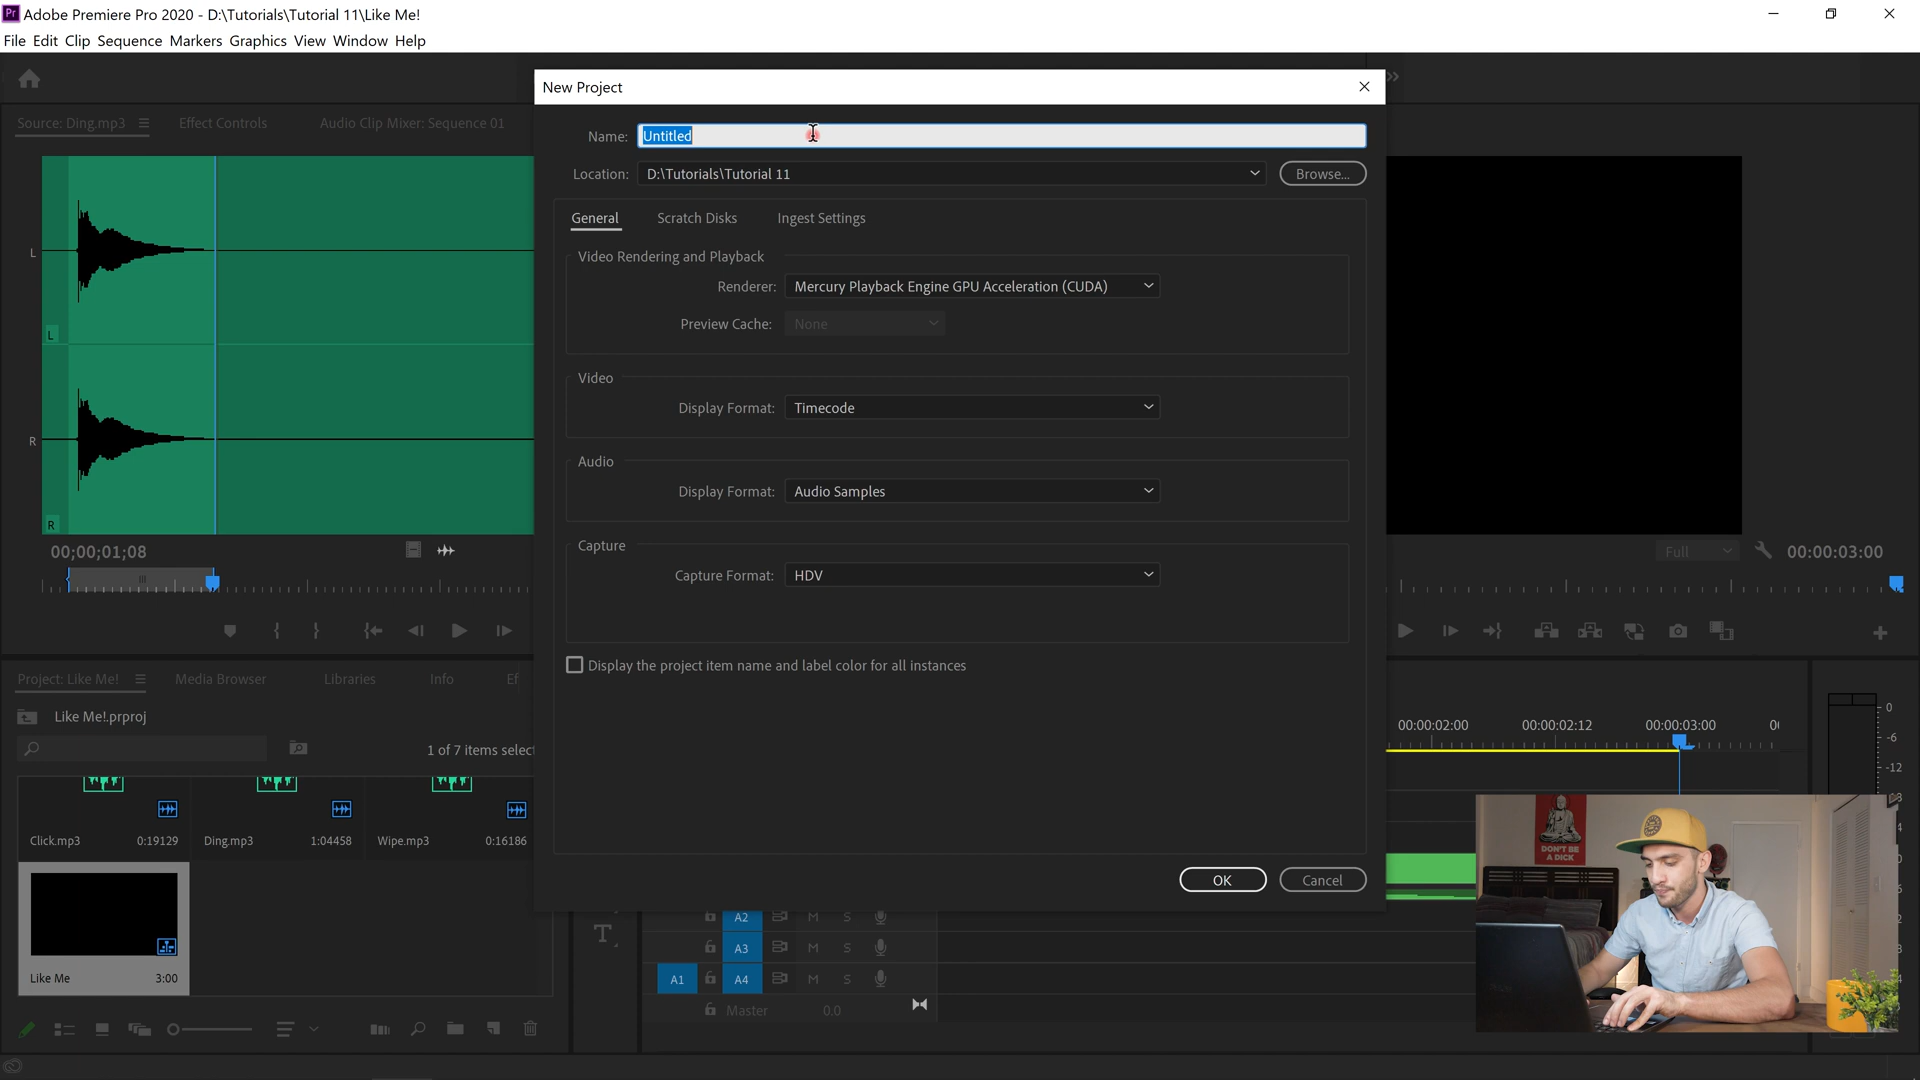 Pr Adobe Premiere Pro 2020 - D:\Tutorials\Tutorial 11\Like Me!
File Edit Clip Sequence Markers Graphics View Window Help
New Project
Source: Ding.mp3 Effect Controls Audio Clip Mixer: Sequence 01
Name: Untitled
Location: D:\Tutorials\Tutorial 11 Browse...
General Scratch Disks Ingest Settings
Video Rendering and Playback
Renderer: Mercury Playback Engine GPU Acceleration (CUDA)
Preview Cache: None
Video
Display Format: Timecode
Audio
Display Format: Audio Samples
Capture
Capture Format: HDV
Display the project item name and label color for all instances
OK Cancel
L
L
R
R
00;00;01;08
Full 00:00:03:00
Project: Like Me! Media Browser Libraries Info Ef
Like Me!.prproj
1 of 7 items select
Click.mp3 0:19129 Ding.mp3 1:04458 Wipe.mp3 0:16186
Like Me 3:00
00:00:02:00 00:00:02:12 00:00:03:00
0
-6
-12
T
A2 M S
A3 M S
A1 A4 M S
Master 0.0
DON'T BE
A DICK